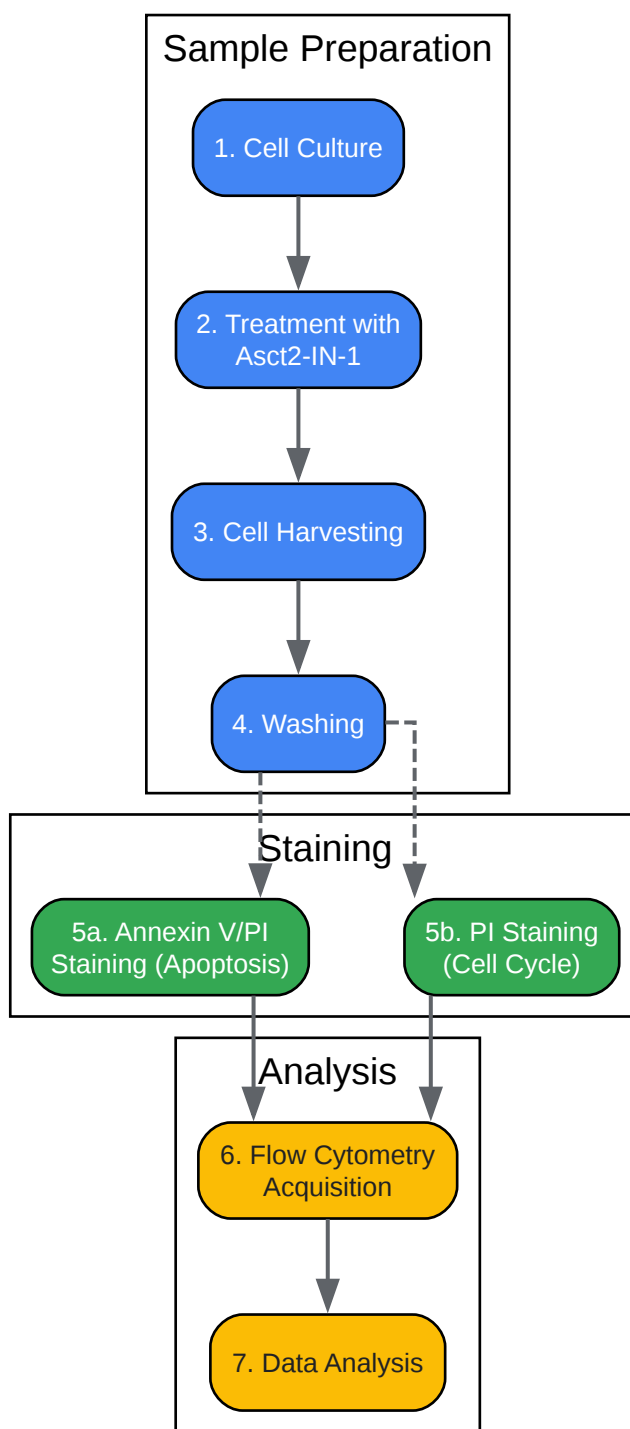 Sample Preparation
1. Cell Culture
2. Treatment with
Asct2-IN-1
3. Cell Harvesting
4. Washing
Staining
5a. Annexin V/PI
Staining (Apoptosis)
5b. PI Staining
(Cell Cycle)
Analysis
6. Flow Cytometry
Acquisition
7. Data Analysis